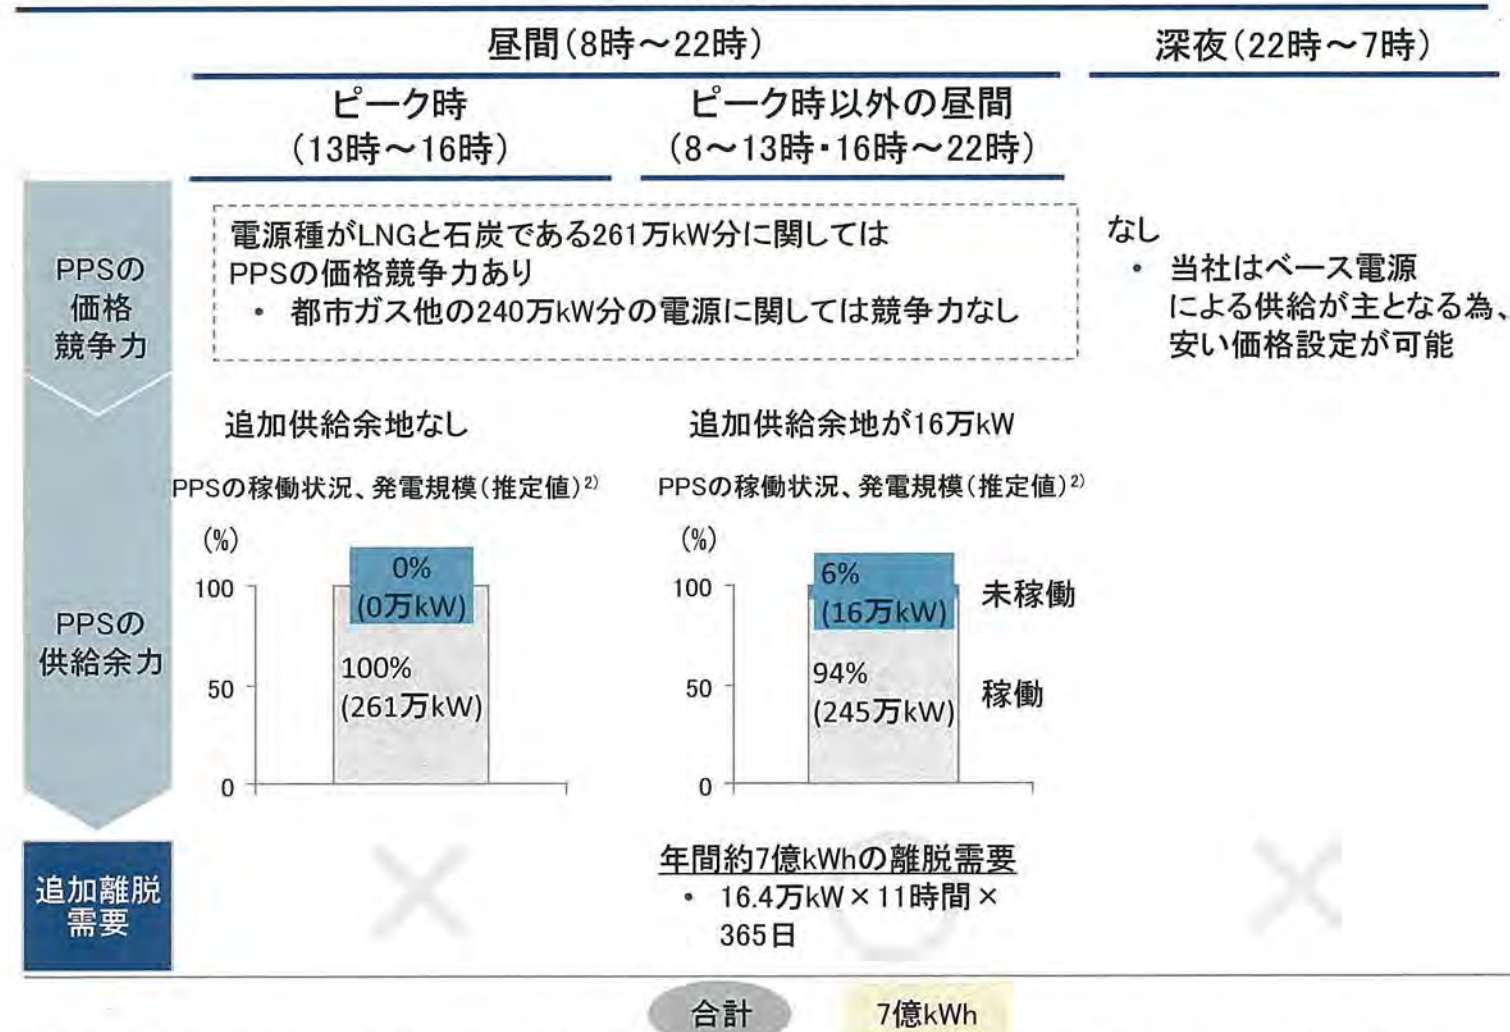 昼間(8時～22時)
深夜(22時～7時)
ピーク時
(13時～16時)
ピーク時以外の昼間
(8～13時・16時～22時)
PPSの
価格
競争力
電源種がLNGと石炭である261万kW分に関しては
PPSの価格競争力あり
・ 都市ガス他の240万kW分の電源に関しては競争力なし
なし
・ 当社はベース電源
による供給が主となる為、
安い価格設定が可能
PPSの
供給余力
追加供給余地なし
PPSの稼働状況、発電規模(推定値)2)
(%)
100
50
0
0%
(0万kW)
100%
(261万kW)
追加供給余地が16万kW
PPSの稼働状況、発電規模(推定値)2)
(%)
100
50
0
6%
(16万kW)
94%
(245万kW)
未稼働
稼働
追加離脱
需要
×
年間約7億kWhの離脱需要
・ 16.4万kW×11時間×
365日
×
合計
7億kWh